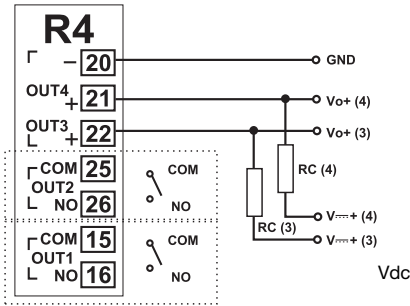 R4
− 20 GND
OUT4
+ 21 Vo+ (4)
OUT3
+ 22 Vo+ (3)
COM 25 COM
OUT2 RC (4)
NO 26 NO
V⎓+ (4)
RC (3)
COM 15 COM V⎓+ (3)
OUT1
NO 16 NO
Vdc